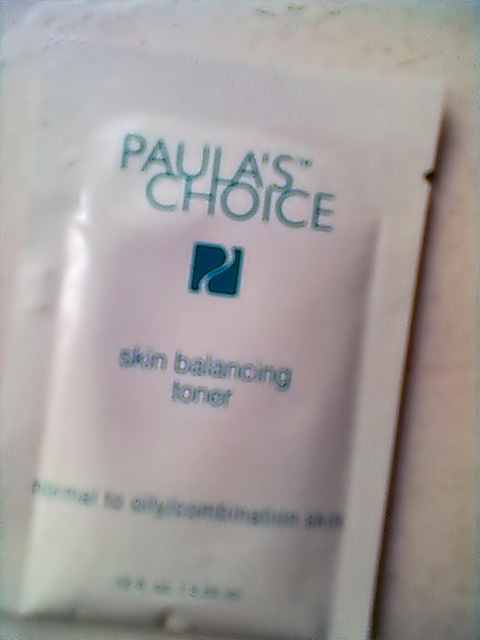 PAULA'S™
CHOICE
skin balancing
toner
normal to oily/combination skin